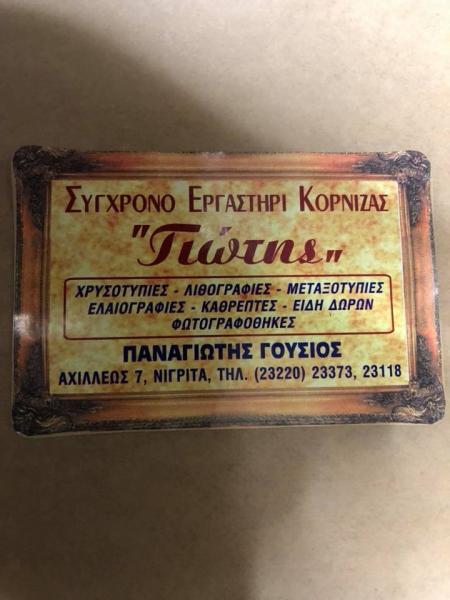 ΣΥΓΧΡΟΝΟ ΕΡΓΑΣΤΗΡΙ ΚΟΡΝΙΖΑΣ
"Γιώτης"
ΧΡΥΣΟΤΥΠΙΕΣ - ΛΙΘΟΓΡΑΦΙΕΣ - ΜΕΤΑΞΟΤΥΠΙΕΣ
ΕΛΑΙΟΓΡΑΦΙΕΣ - ΚΑΘΡΕΠΤΕΣ - ΕΙΔΗ ΔΩΡΩΝ
ΦΩΤΟΓΡΑΦΟΘΗΚΕΣ
ΠΑΝΑΓΙΩΤΗΣ ΓΟΥΣΙΟΣ
ΑΧΙΛΛΕΩΣ 7, ΝΙΓΡΙΤΑ, ΤΗΛ. (23220) 23373, 23118